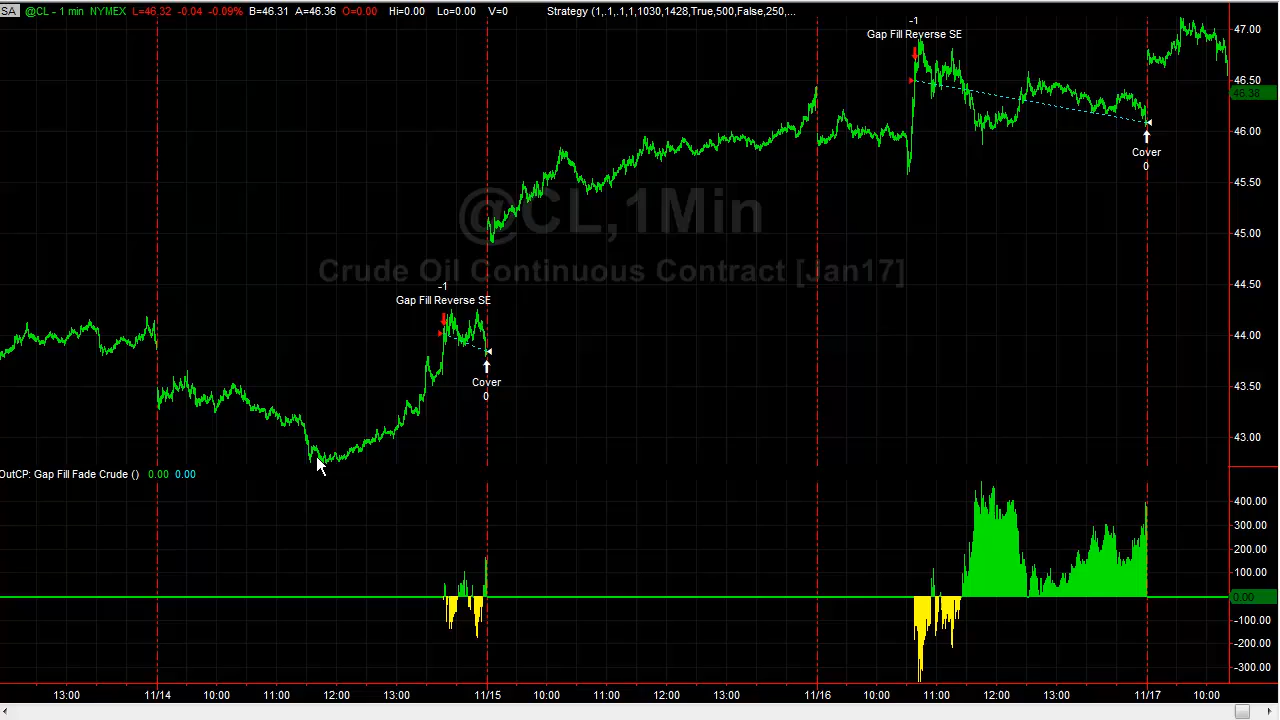 SA @CL - 1 min NYMEX L=46.32 -0.04 -0.09% B=46.31 A=46.36 O=0.00 Hi=0.00 Lo=0.00 V=0 Strategy (1,.1,.1,1,1030,1428,True,500,False,250,...
-1
Gap Fill Reverse SE
47.00
46.50
46.38
46.00
Cover
0
45.50
@CL,1Min
45.00
Crude Oil Continuous Contract [Jan17]
44.50
-1
Gap Fill Reverse SE
44.00
Cover
0
43.50
43.00
OutCP: Gap Fill Fade Crude () 0.00 0.00
400.00
300.00
200.00
100.00
0.00
-100.00
-200.00
-300.00
13:00 11/14 10:00 11:00 12:00 13:00 11/15 10:00 11:00 12:00 13:00 11/16 10:00 11:00 12:00 13:00 11/17 10:00